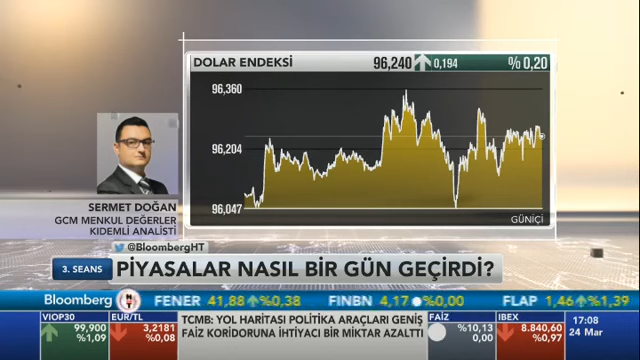 DOLAR ENDEKSİ 96,240 0,194 % 0,20
96,360
96,204
96,047
GÜNİÇİ
SERMET DOĞAN
GCM MENKUL DEĞERLER
KIDEMLİ ANALİSTİ
@BloombergHT
3. SEANS PİYASALAR NASIL BİR GÜN GEÇİRDİ?
Bloomberg HT FENER 41,88 %0,38 FINBN 4,17 %0,00 FLAP 1,46 %1,39
VIOP30 99,900 %1,09
EUR/TL 3,2181 %0,08
TCMB: YOL HARİTASI POLİTİKA ARAÇLARI GENİŞ
FAİZ KORİDORUNA İHTİYACI BİR MİKTAR AZALTTI
FAİZ %10,13 0,00
IBEX 8.840,60 %0,97
17:08
24 Mar